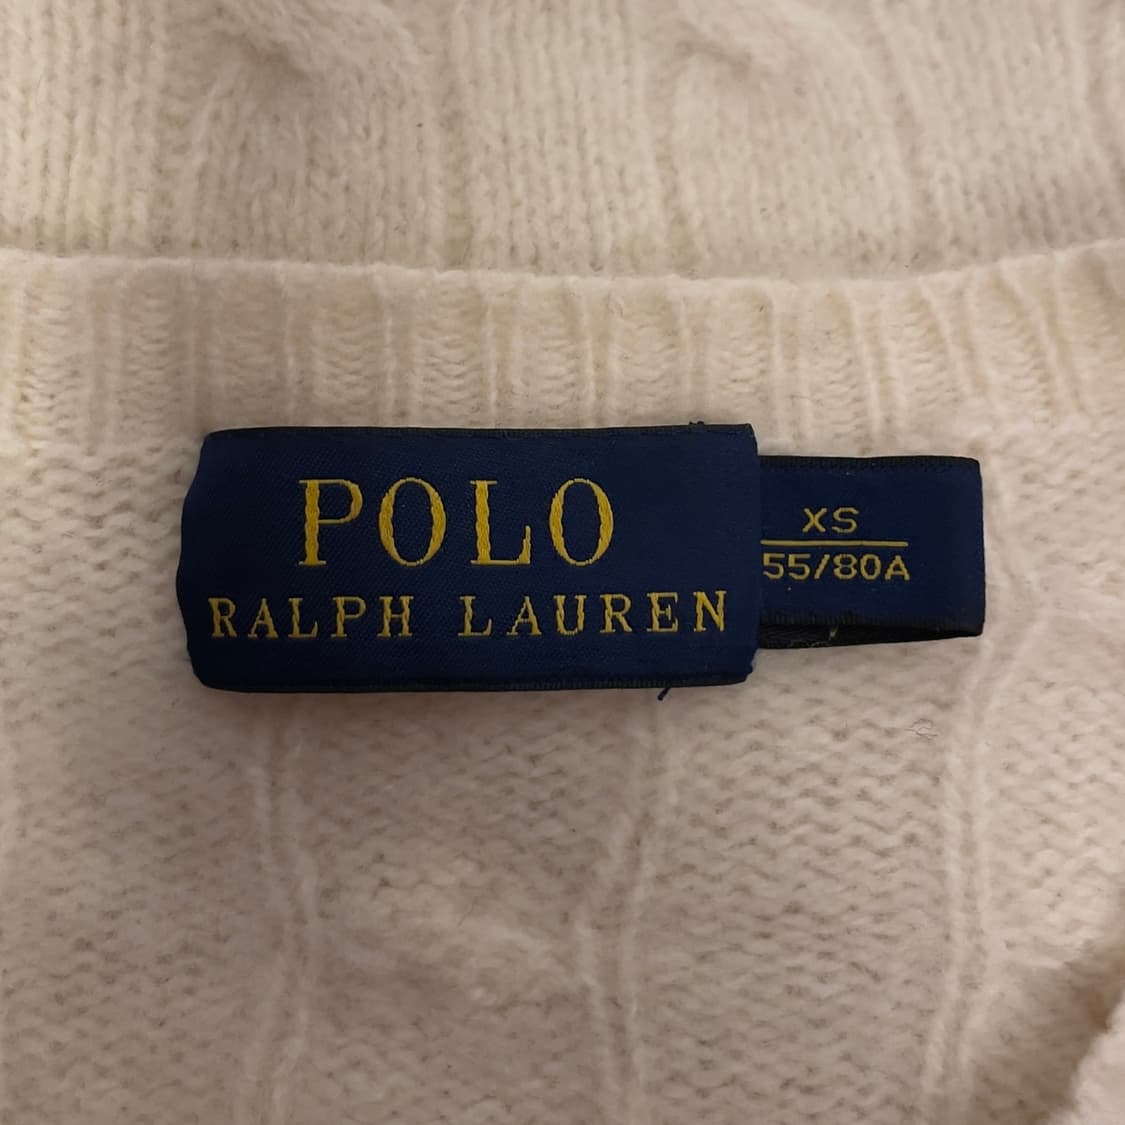 POLO
RALPH LAUREN
XS
55/80A